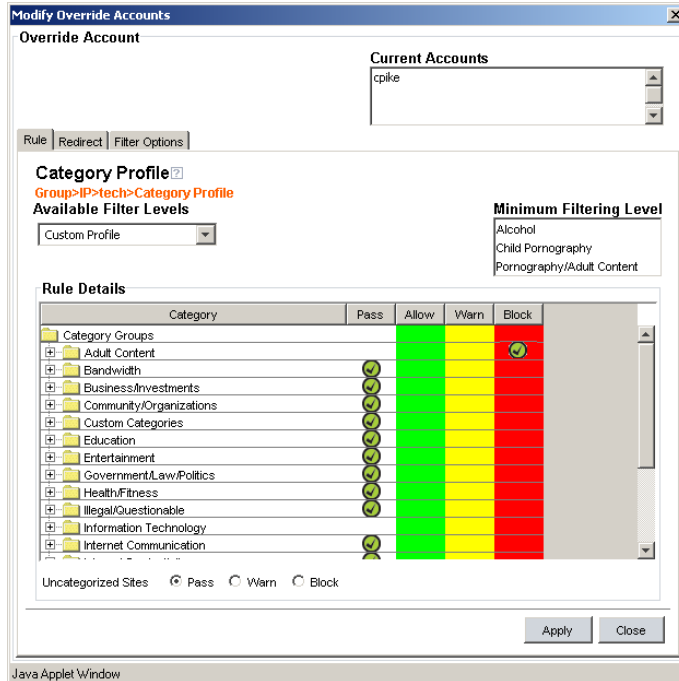 Modify Override Accounts
Override Account
Current Accounts
cpike
Rule Redirect Filter Options
Category Profile
Group>IP>tech>Category Profile
Available Filter Levels
Minimum Filtering Level
Custom Profile
Alcohol
Child Pornography
Pornography/Adult Content
Rule Details
Category Pass Allow Warn Block
Category Groups
Adult Content
Bandwidth
Business/Investments
Community/Organizations
Custom Categories
Education
Entertainment
Government/Law/Politics
Health/Fitness
Illegal/Questionable
Information Technology
Internet Communication
Uncategorized Sites Pass Warn Block
Apply Close
Java Applet Window